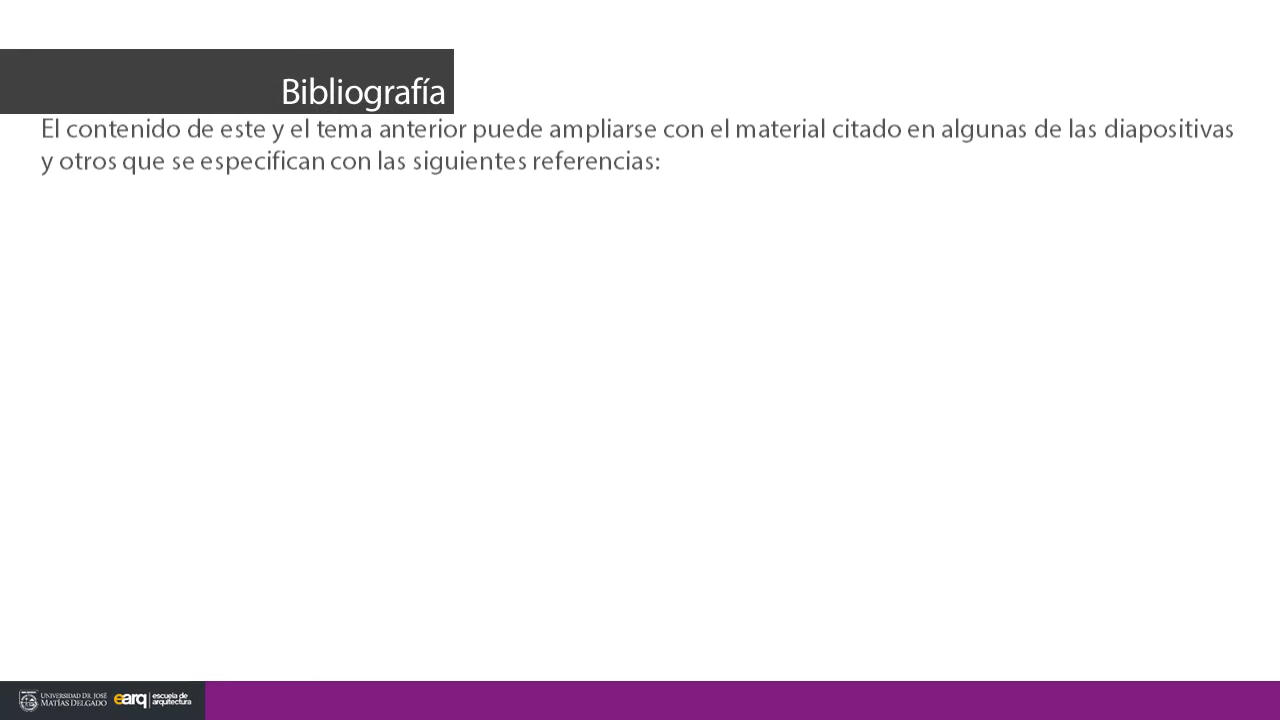 Bibliografía
El contenido de este y el tema anterior puede ampliarse con el material citado en algunas de las diapositivas
y otros que se especifican con las siguientes referencias:
UNIVERSIDAD DR. JOSÉ
MATÍAS DELGADO
earq
escuela de
arquitectura